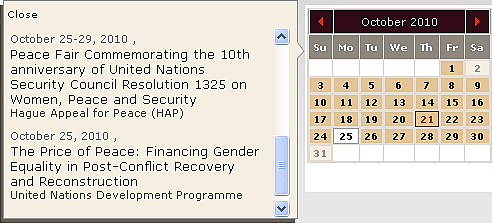 Close
October 25-29, 2010 ,
Peace Fair Commemorating the 10th
anniversary of United Nations
Security Council Resolution 1325 on
Women, Peace and Security
Hague Appeal for Peace (HAP)
October 25, 2010 ,
The Price of Peace: Financing Gender
Equality in Post-Conflict Recovery
and Reconstruction
United Nations Development Programme
October 2010
Su Mo Tu We Th Fr Sa
1 2
3 4 5 6 7 8 9
10 11 12 13 14 15 16
17 18 19 20 21 22 23
24 25 26 27 28 29 30
31